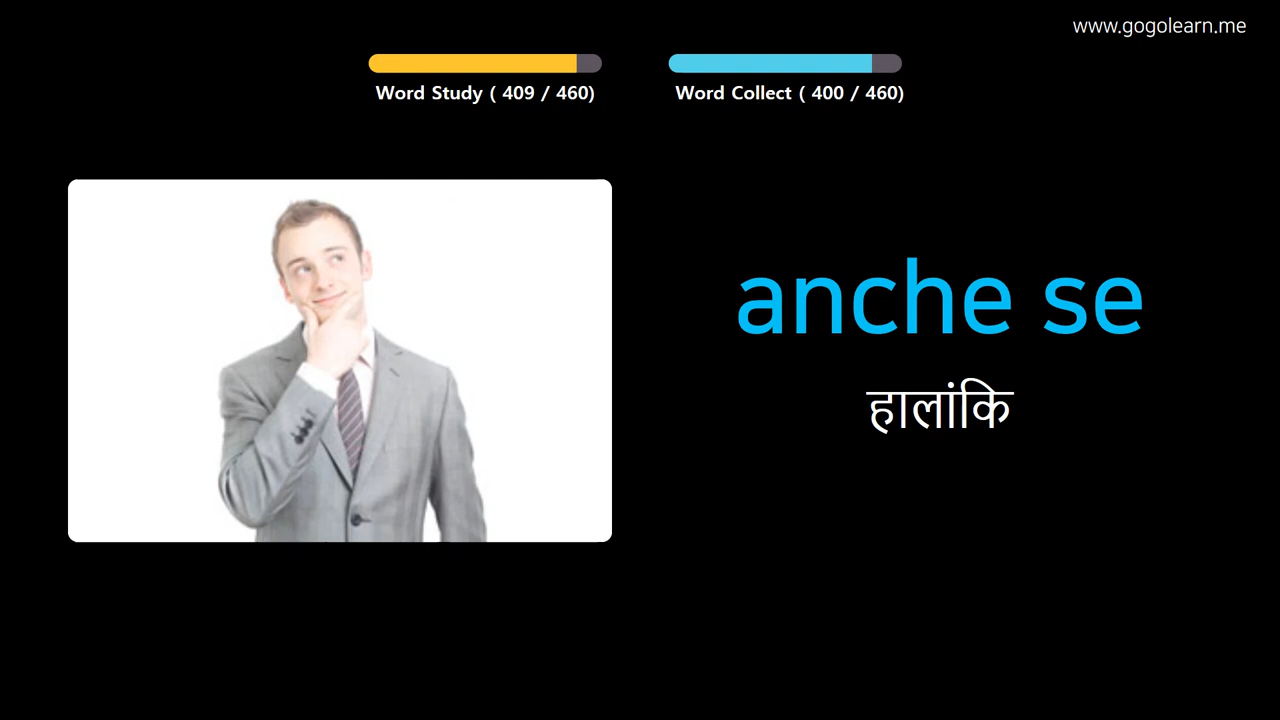 www.gogolearn.me
Word Study ( 409 / 460)
Word Collect ( 400 / 460)
anche se
हालांकि